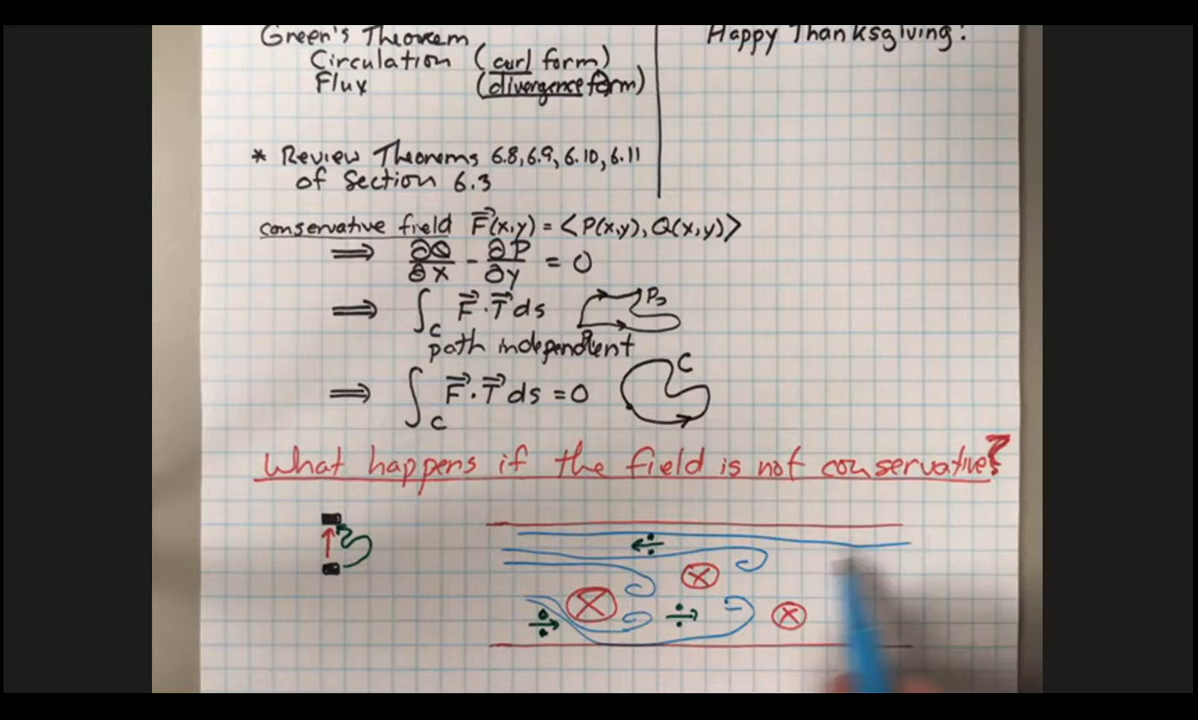 Green's Theorem
Circulation (curl form)
Flux (divergence form)
Happy Thanksgiving!
* Review Theorems 6.8, 6.9, 6.10, 6.11
of Section 6.3
conservative field F⃗(x,y) = <P(x,y), Q(x,y)>
⟹ ∂Q/∂x - ∂P/∂y = 0
⟹ ∫_C F⃗ · T⃗ ds
path independent
⟹ ∫_C F⃗ · T⃗ ds = 0 C
What happens if the field is not conservative?